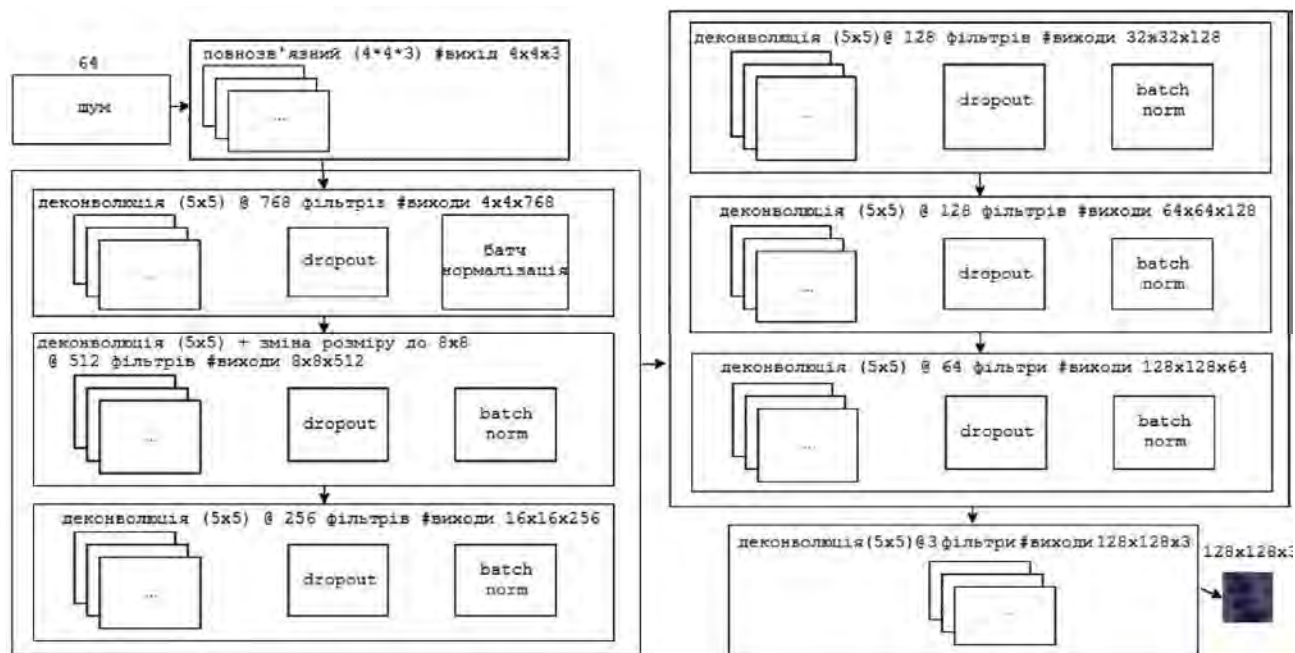 64
шум
повнозв'язний (4*4*3) #вихід 4x4x3
...
деконволюція (5x5) @ 768 фільтрів #виходи 4x4x768
...
dropout
батч
нормалізація
деконволюція (5x5) + зміна розміру до 8x8
@ 512 фільтрів #виходи 8x8x512
...
dropout
batch
norm
деконволюція (5x5) @ 256 фільтрів #виходи 16x16x256
...
dropout
batch
norm
деконволюція (5x5)@ 128 фільтрів #виходи 32x32x128
...
dropout
batch
norm
деконволюція (5x5) @ 128 фільтрів #виходи 64x64x128
...
dropout
batch
norm
деконволюція (5x5) @ 64 фільтри #виходи 128x128x64
...
dropout
batch
norm
деконволюція(5x5)@3 фільтри #виходи 128x128x3
...
128x128x3